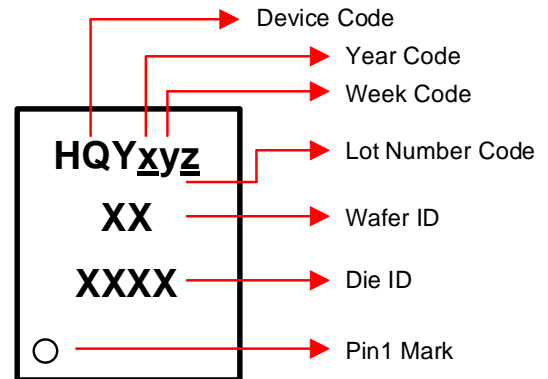 Device Code
Year Code
Week Code
HQYxyz
Lot Number Code
XX
Wafer ID
XXXX
Die ID
Pin1 Mark